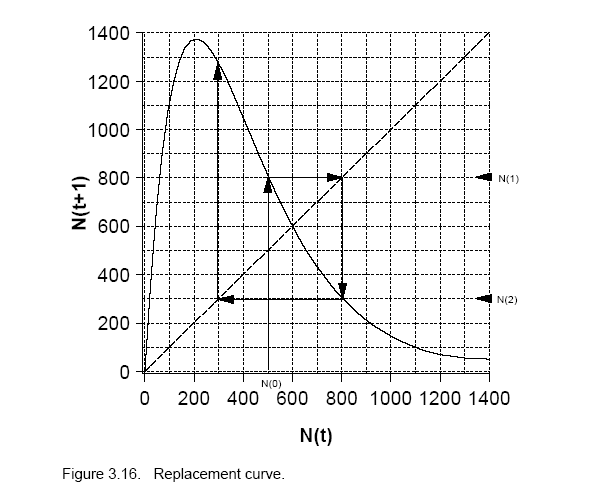 1400
1200
1000
800
600
400
200
0
N(t+1)
N(1)
N(2)
N(0)
0 200 400 600 800 1000 1200 1400
N(t)
Figure 3.16. Replacement curve.